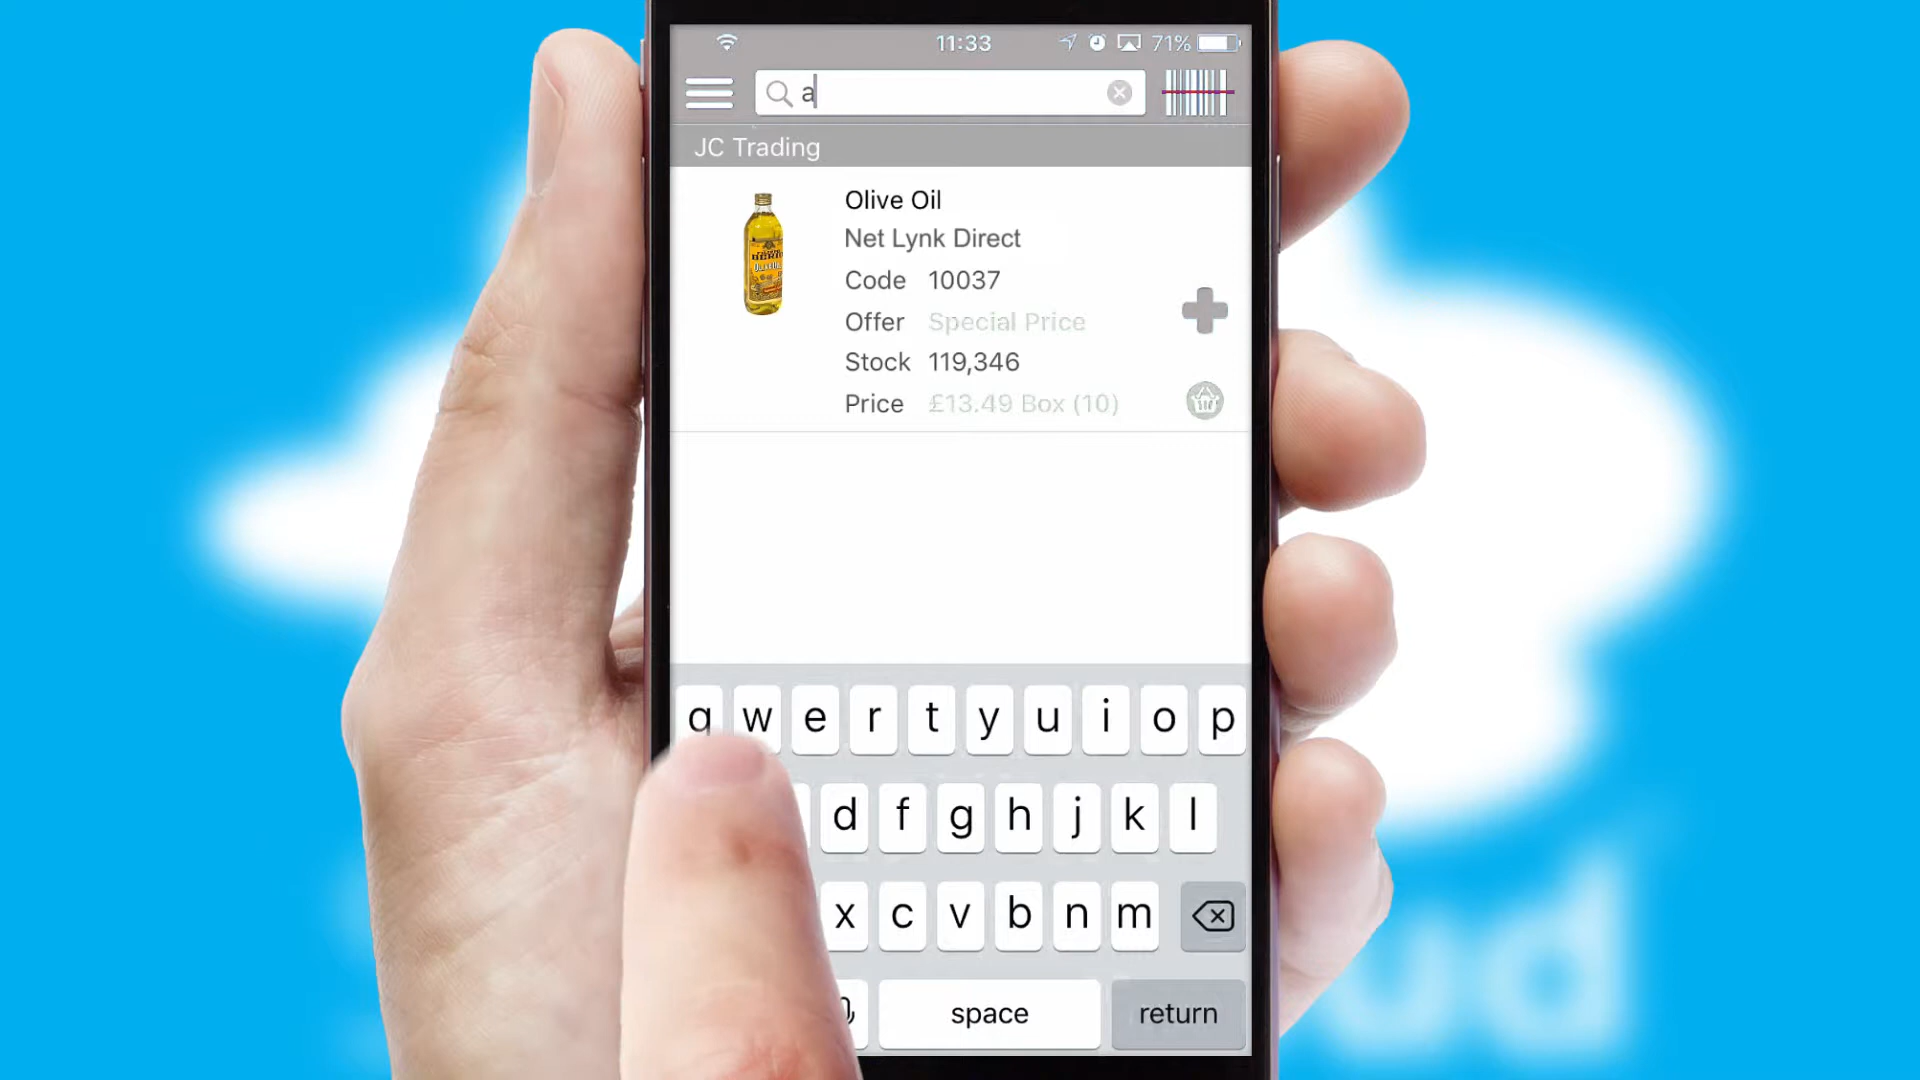 11:33
71%
a
JC Trading
Olive Oil
Net Lynk Direct
Code 10037
Offer Special Price
Stock 119,346
Price £13.49 Box (10)
q w e r t y u i o p
d f g h j k l
x c v b n m
space return
ud